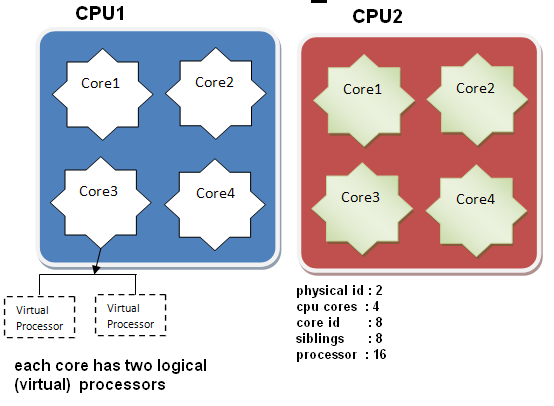 CPU1
CPU2
Core1
Core2
Core3
Core4
Core1
Core2
Core3
Core4
Virtual
Processor
Virtual
Processor
each core has two logical
(virtual) processors
physical id : 2
cpu cores : 4
core id : 8
siblings : 8
processor : 16